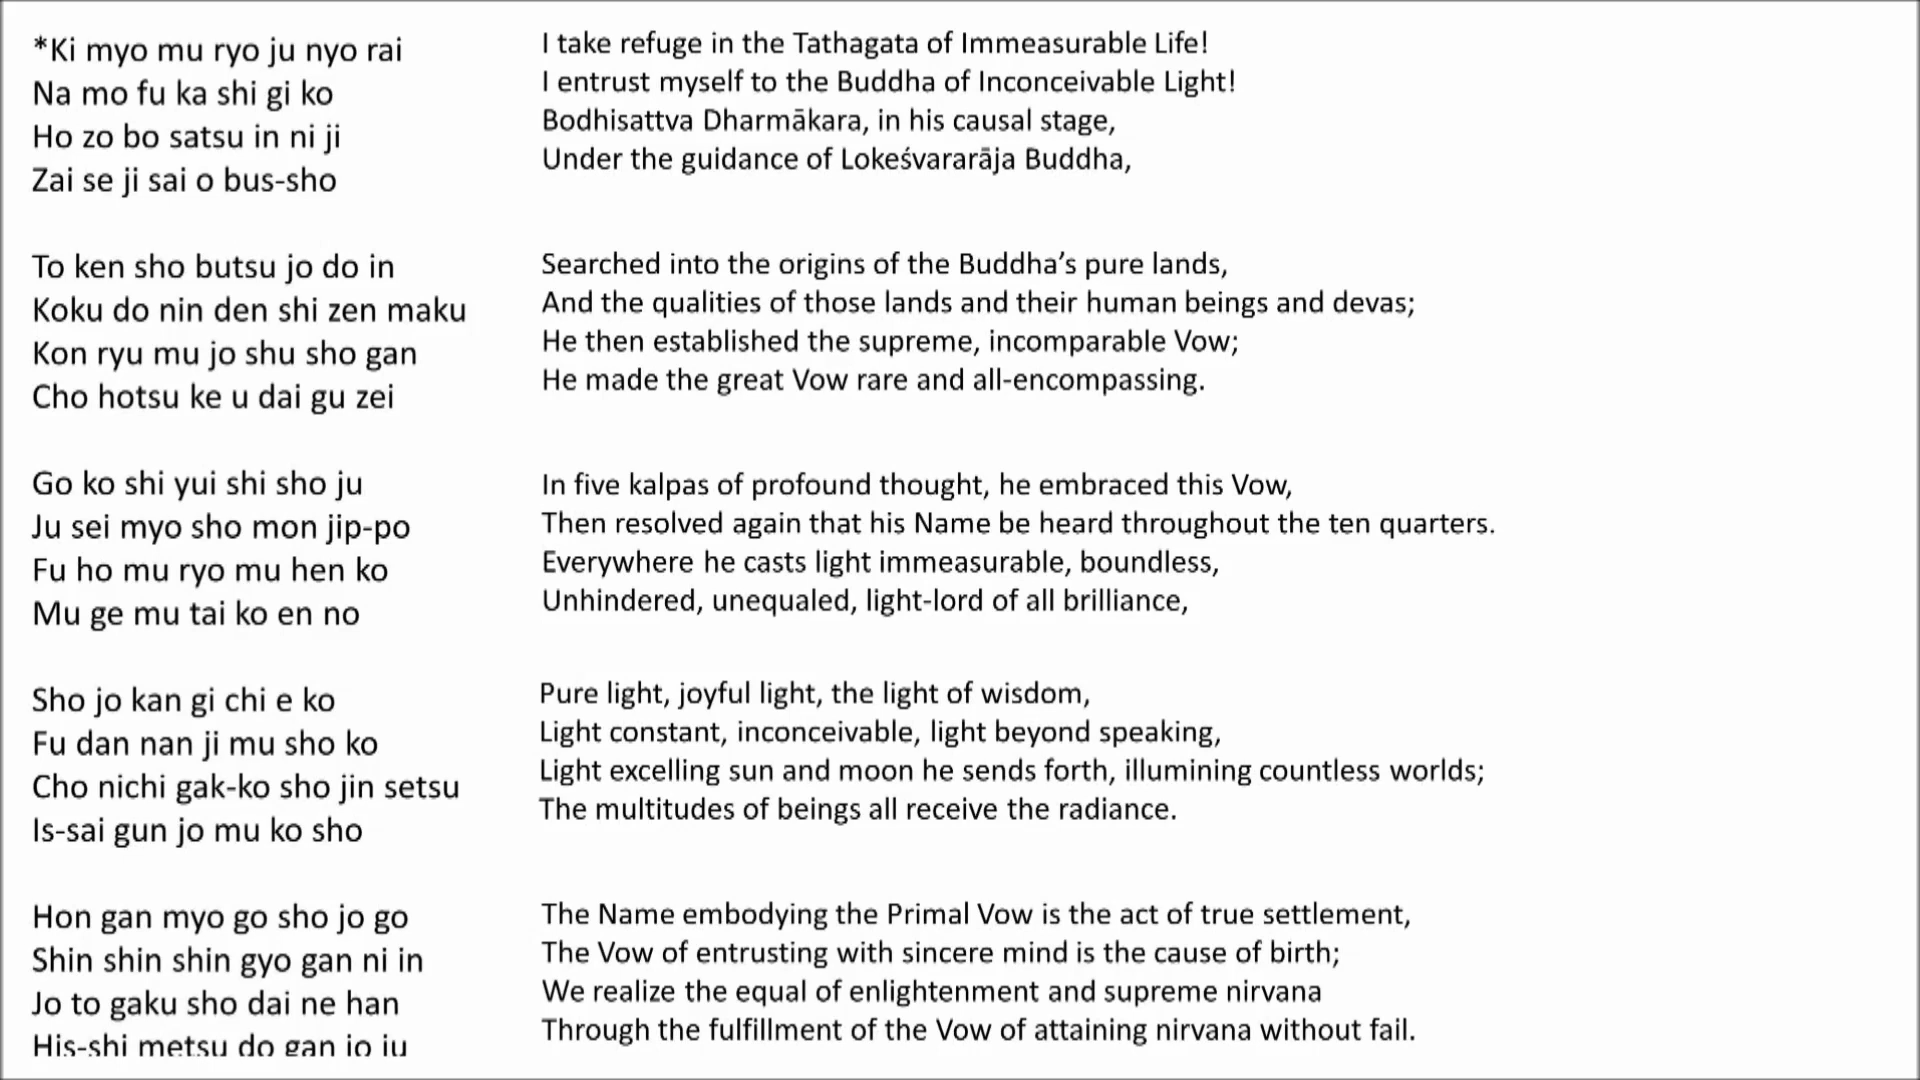 *Ki myo mu ryo ju nyo rai
Na mo fu ka shi gi ko
Ho zo bo satsu in ni ji
Zai se ji sai o bus-sho
To ken sho butsu jo do in
Koku do nin den shi zen maku
Kon ryu mu jo shu sho gan
Cho hotsu ke u dai gu zei
Go ko shi yui shi sho ju
Ju sei myo sho mon jip-po
Fu ho mu ryo mu hen ko
Mu ge mu tai ko en no
Sho jo kan gi chi e ko
Fu dan nan ji mu sho ko
Cho nichi gak-ko sho jin setsu
Is-sai gun jo mu ko sho
Hon gan myo go sho jo go
Shin shin shin gyo gan ni in
Jo to gaku sho dai ne han
His-shi metsu do gan jo ju
I take refuge in the Tathagata of Immeasurable Life!
I entrust myself to the Buddha of Inconceivable Light!
Bodhisattva Dharmākara, in his causal stage,
Under the guidance of Lokeśvararāja Buddha,
Searched into the origins of the Buddha’s pure lands,
And the qualities of those lands and their human beings and devas;
He then established the supreme, incomparable Vow;
He made the great Vow rare and all-encompassing.
In five kalpas of profound thought, he embraced this Vow,
Then resolved again that his Name be heard throughout the ten quarters.
Everywhere he casts light immeasurable, boundless,
Unhindered, unequaled, light-lord of all brilliance,
Pure light, joyful light, the light of wisdom,
Light constant, inconceivable, light beyond speaking,
Light excelling sun and moon he sends forth, illumining countless worlds;
The multitudes of beings all receive the radiance.
The Name embodying the Primal Vow is the act of true settlement,
The Vow of entrusting with sincere mind is the cause of birth;
We realize the equal of enlightenment and supreme nirvana
Through the fulfillment of the Vow of attaining nirvana without fail.